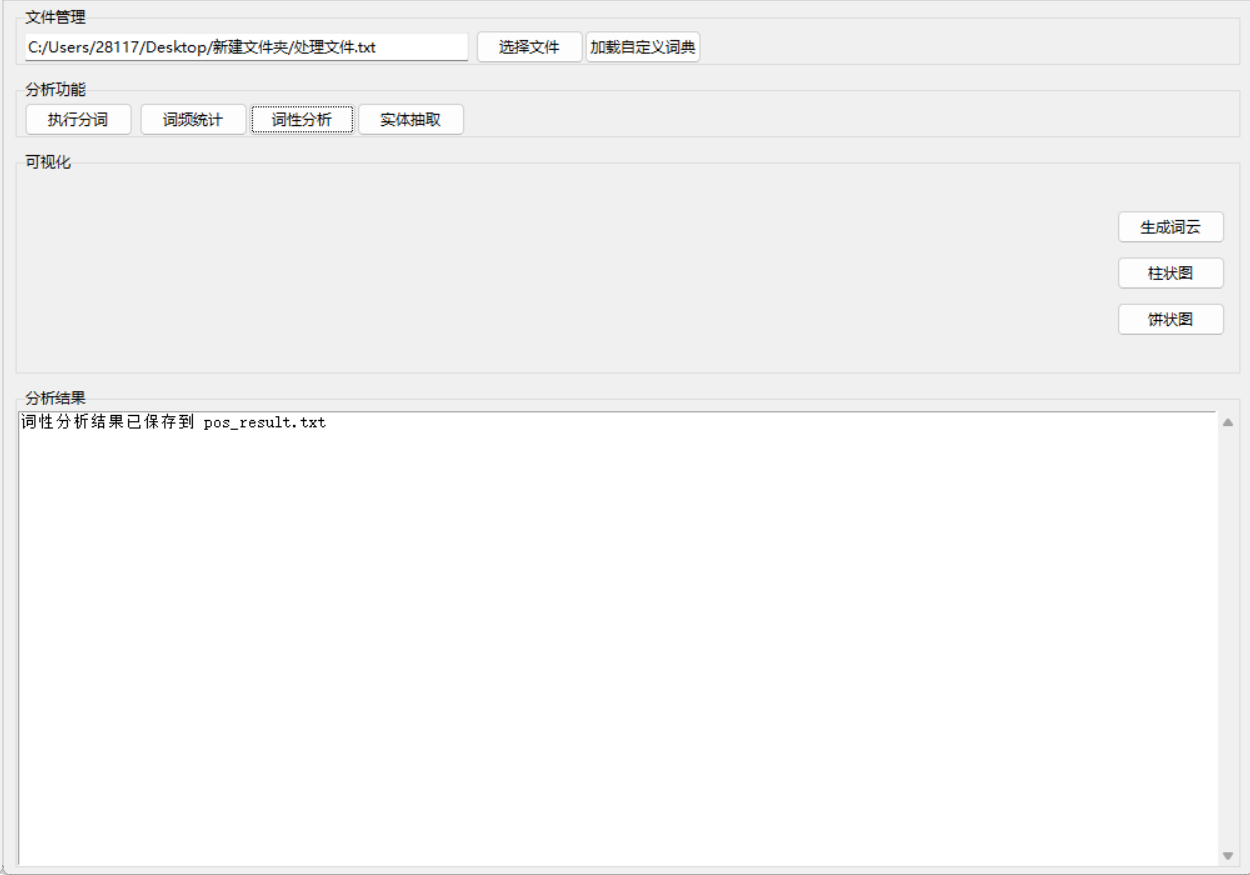 文件管理
C:/Users/28117/Desktop/新建文件夹/处理文件.txt 选择文件 加载自定义词典
分析功能
执行分词 词频统计 词性分析 实体抽取
可视化
生成词云
柱状图
饼状图
分析结果
词性分析结果已保存到 pos_result.txt